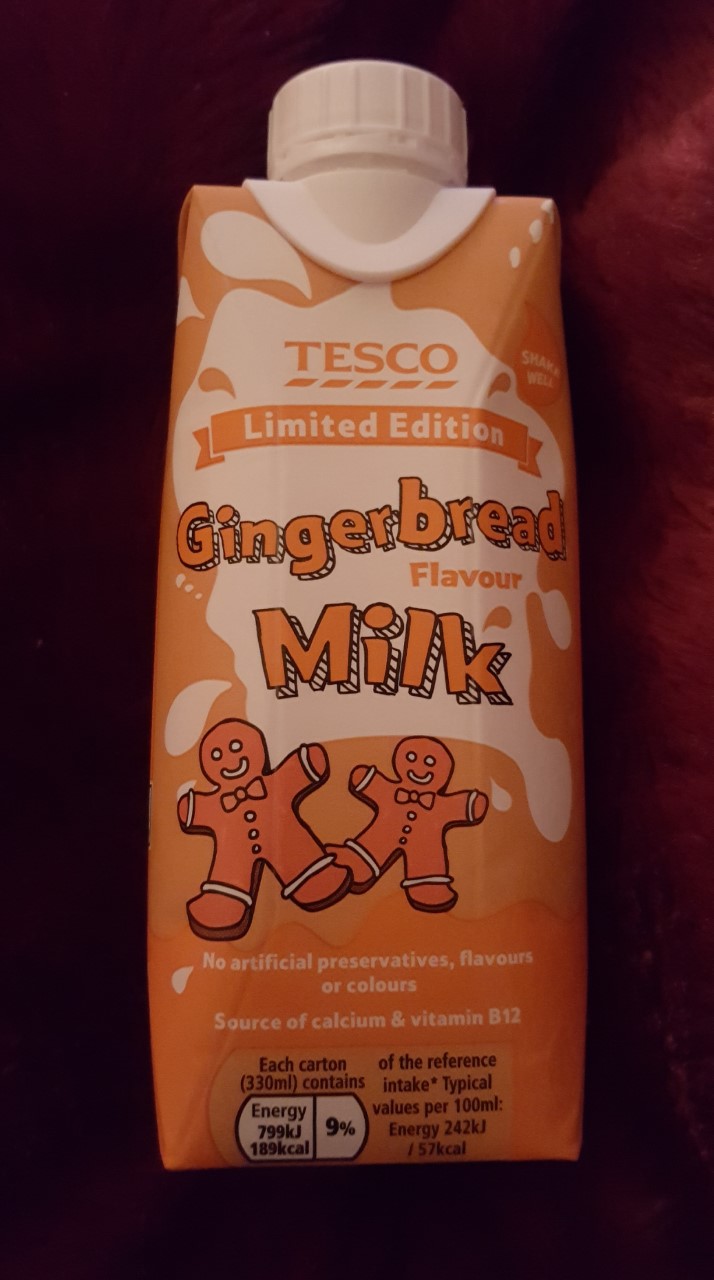 TESCO
SHAKE
WELL
Limited Edition
Gingerbread
Flavour
Milk
No artificial preservatives, flavours
or colours
Source of calcium & vitamin B12
Each carton
(330ml) contains
Energy
799kJ
189kcal
9%
of the reference
intake* Typical
values per 100ml:
Energy 242kJ
/ 57kcal